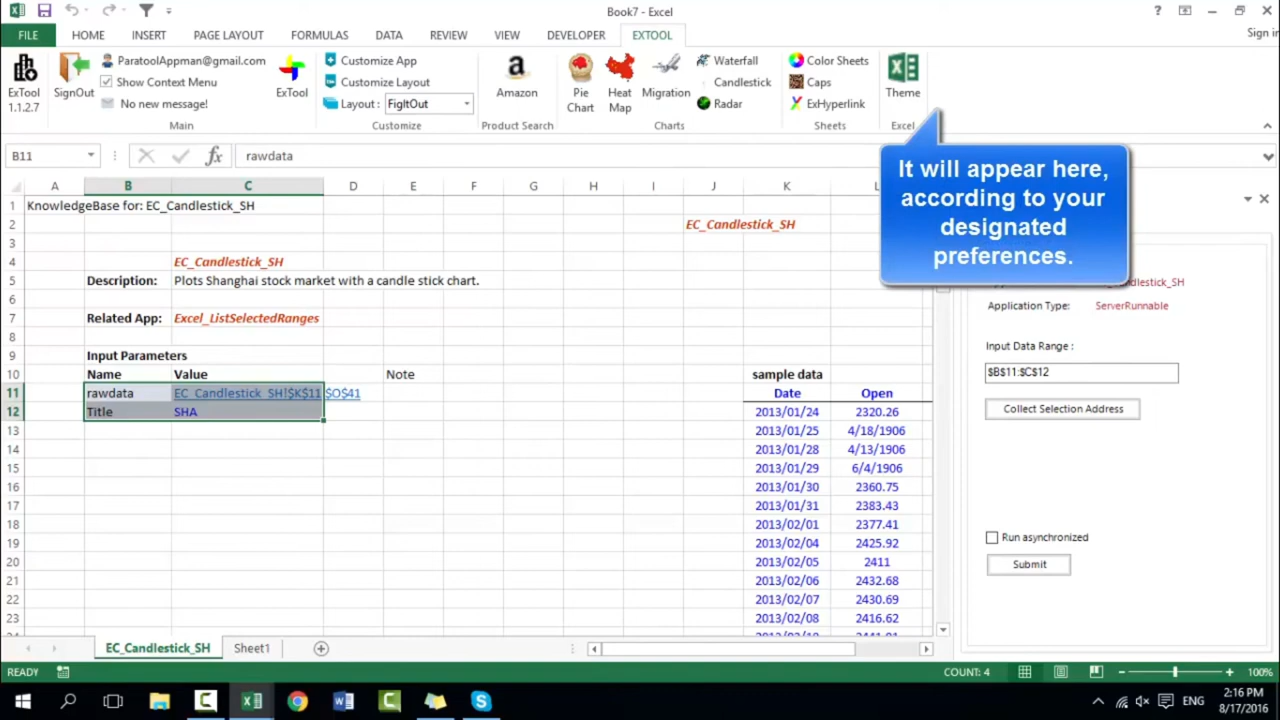 Book7 - Excel
?
FILE HOME INSERT PAGE LAYOUT FORMULAS DATA REVIEW VIEW DEVELOPER EXTOOL
Sign in
ExTool
1.1.2.7
SignOut
ParatoolAppman@gmail.com
Show Context Menu
No new message!
ExTool
Main
Customize App
Customize Layout
Layout : FigItOut
Customize
Amazon
Product Search
Pie
Chart
Heat
Map
Migration
Waterfall
Candlestick
Radar
Charts
Color Sheets
Caps
ExHyperlink
Sheets
Theme
Excel
It will appear here,
according to your
designated
preferences.
B11 fx rawdata
A B C D E F G H I J K L
1 KnowledgeBase for: EC_Candlestick_SH
2 EC_Candlestick_SH
3
4 EC_Candlestick_SH
5 Description: Plots Shanghai stock market with a candle stick chart.
6
7 Related App: Excel_ListSelectedRanges
8
9 Input Parameters
10 Name Value Note sample data
11 rawdata EC_Candlestick_SH!$K$11:$O$41 Date Open
12 Title SHA 2013/01/24 2320.26
13 2013/01/25 4/18/1906
14 2013/01/28 4/13/1906
15 2013/01/29 6/4/1906
16 2013/01/30 2360.75
17 2013/01/31 2383.43
18 2013/02/01 2377.41
19 2013/02/04 2425.92
20 2013/02/05 2411
21 2013/02/06 2432.68
22 2013/02/07 2430.69
23 2013/02/08 2416.62
Application Type: ServerRunnable
Input Data Range :
$B$11:$C$12
Collect Selection Address
Run asynchronized
Submit
EC_Candlestick_SH Sheet1
READY COUNT: 4 100%
ENG
2:16 PM
8/17/2016